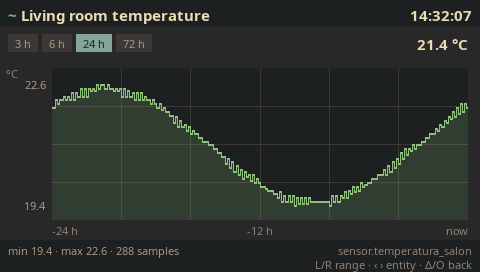 ~ Living room temperature 14:32:07
3 h 6 h 24 h 72 h 21.4 °C
°C
22.6
19.4
-24 h -12 h now
min 19.4 · max 22.6 · 288 samples sensor.temperatura_salon
L/R range · ‹ › entity · Δ/O back